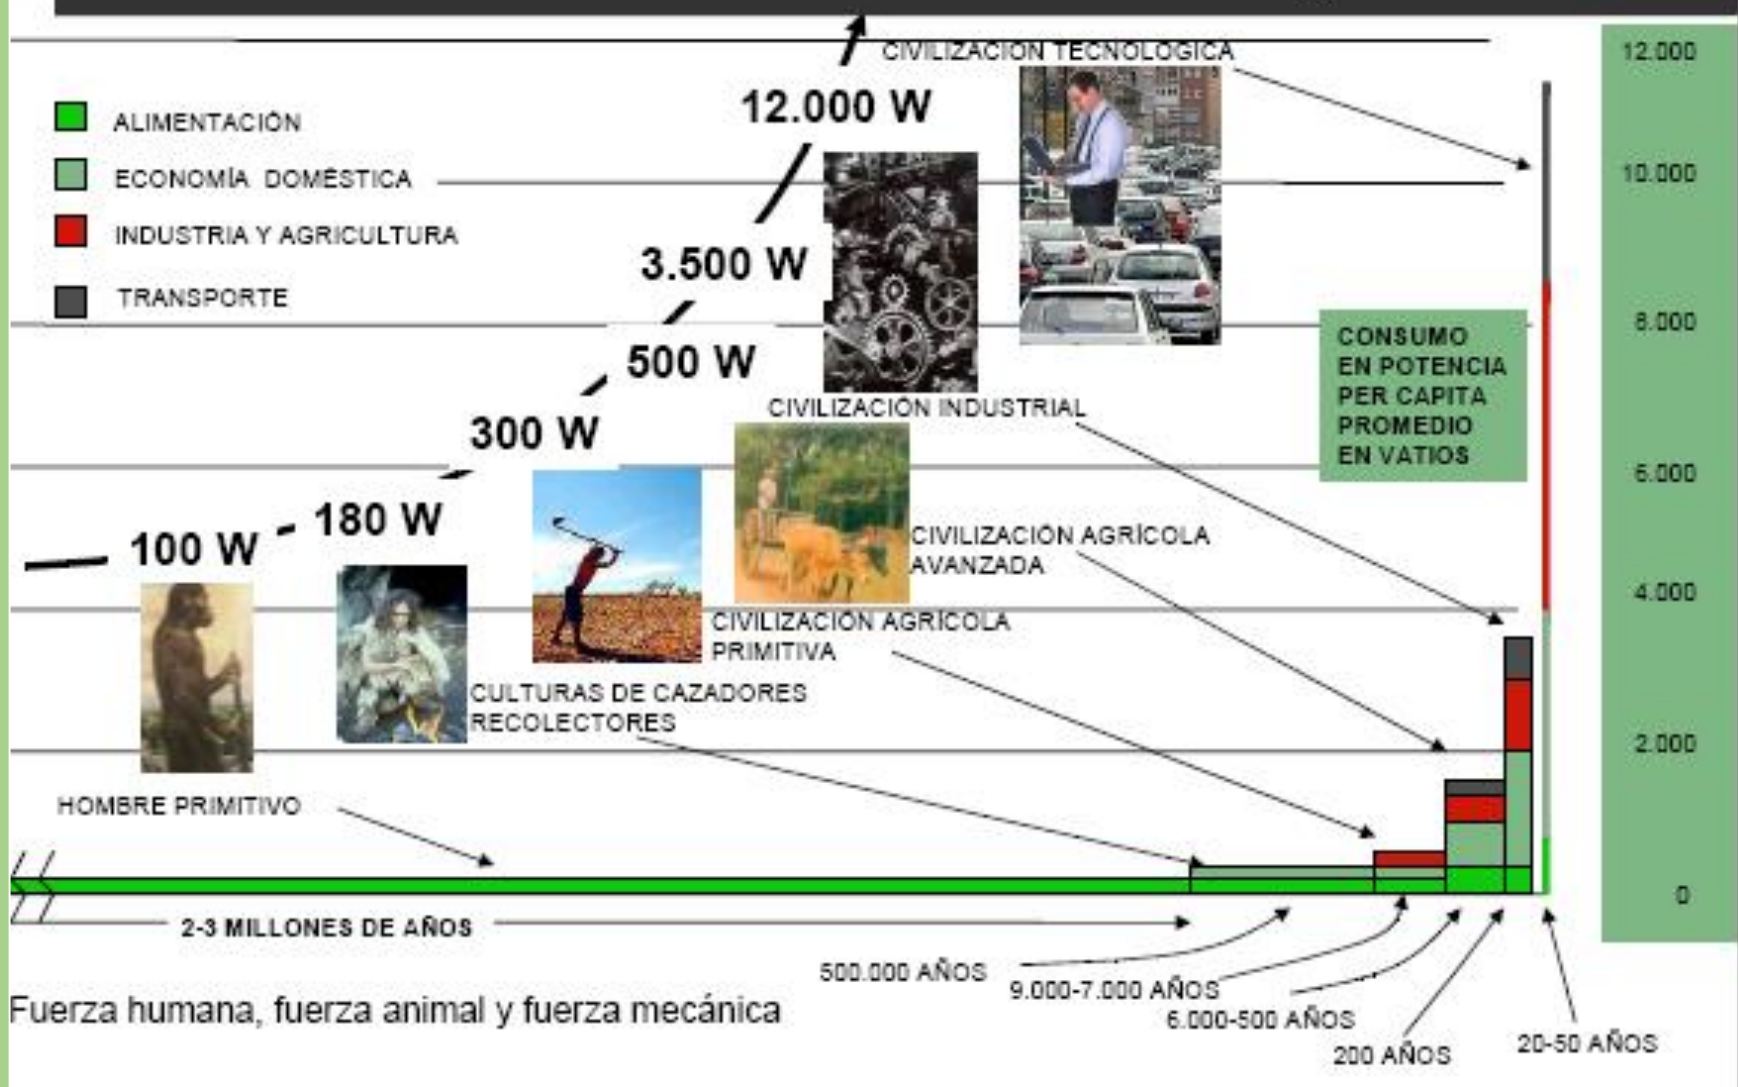 CIVILIZACIÓN TECNOLÓGICA
12.000 W
ALIMENTACIÓN
ECONOMÍA DOMÉSTICA
INDUSTRIA Y AGRICULTURA
TRANSPORTE
3.500 W
500 W
300 W
180 W
100 W
CIVILIZACIÓN INDUSTRIAL
CIVILIZACIÓN AGRÍCOLA
AVANZADA
CIVILIZACIÓN AGRÍCOLA
PRIMITIVA
CULTURAS DE CAZADORES
RECOLECTORES
HOMBRE PRIMITIVO
CONSUMO
EN POTENCIA
PER CAPITA
PROMEDIO
EN VATIOS
12.000
10.000
8.000
6.000
4.000
2.000
0
2-3 MILLONES DE AÑOS
500.000 AÑOS
9.000-7.000 AÑOS
6.000-500 AÑOS
200 AÑOS
20-50 AÑOS
Fuerza humana, fuerza animal y fuerza mecánica